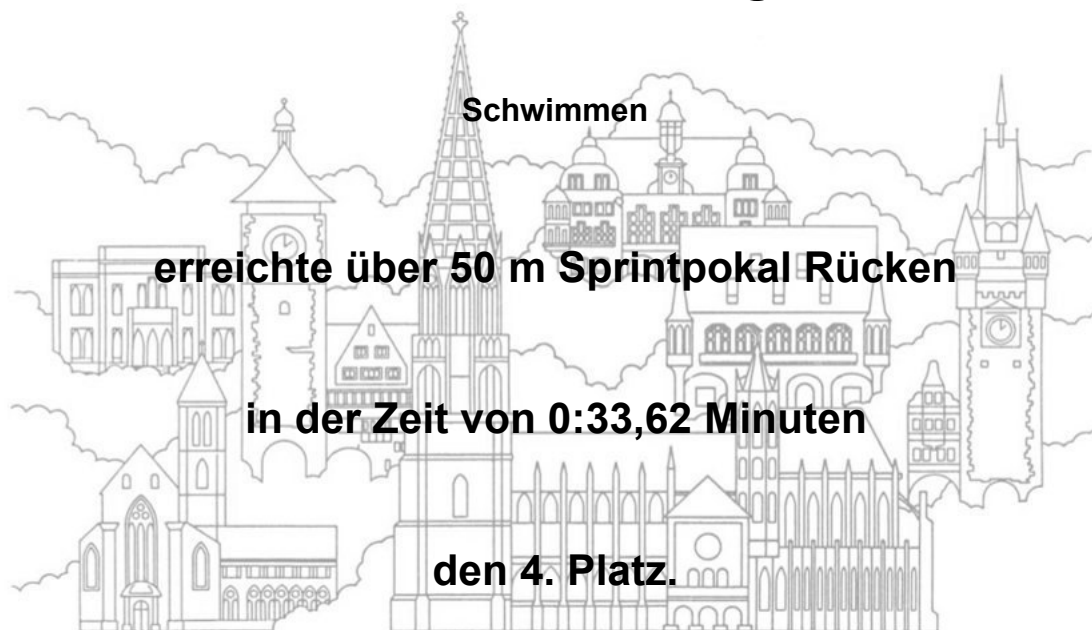 Schwimmen
erreichte über 50 m Sprintpokal Rücken
in der Zeit von 0:33,62 Minuten
den 4. Platz.